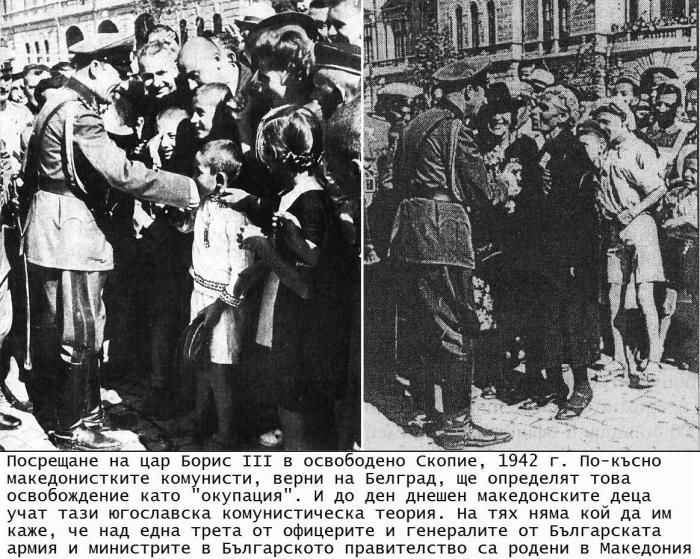 Посрещане на цар Борис III в освободено Скопие, 1942 г. По-късно
македонистките комунисти, верни на Белград, ще определят това
освобождение като "окупация". И до ден днешен македонските деца
учат тази югославска комунистическа теория. На тях няма кой да им
каже, че над една трета от офицерите и генералите от Българската
армия и министрите в Българското правителство са родени в Македония